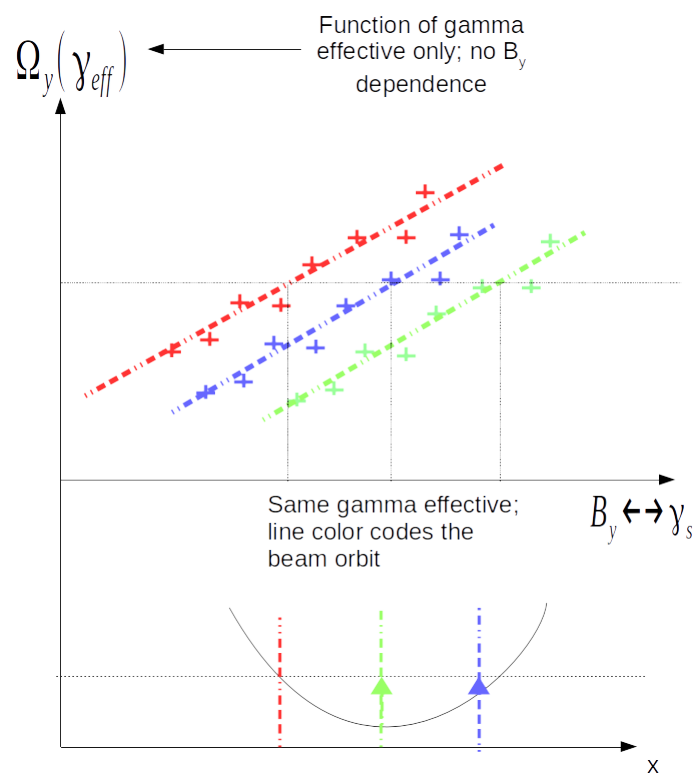 Function of gamma
effective only; no B_y
dependence
Ω_y(γ_eff)
Same gamma effective;
line color codes the
beam orbit
B_y ↔ γ_s
x